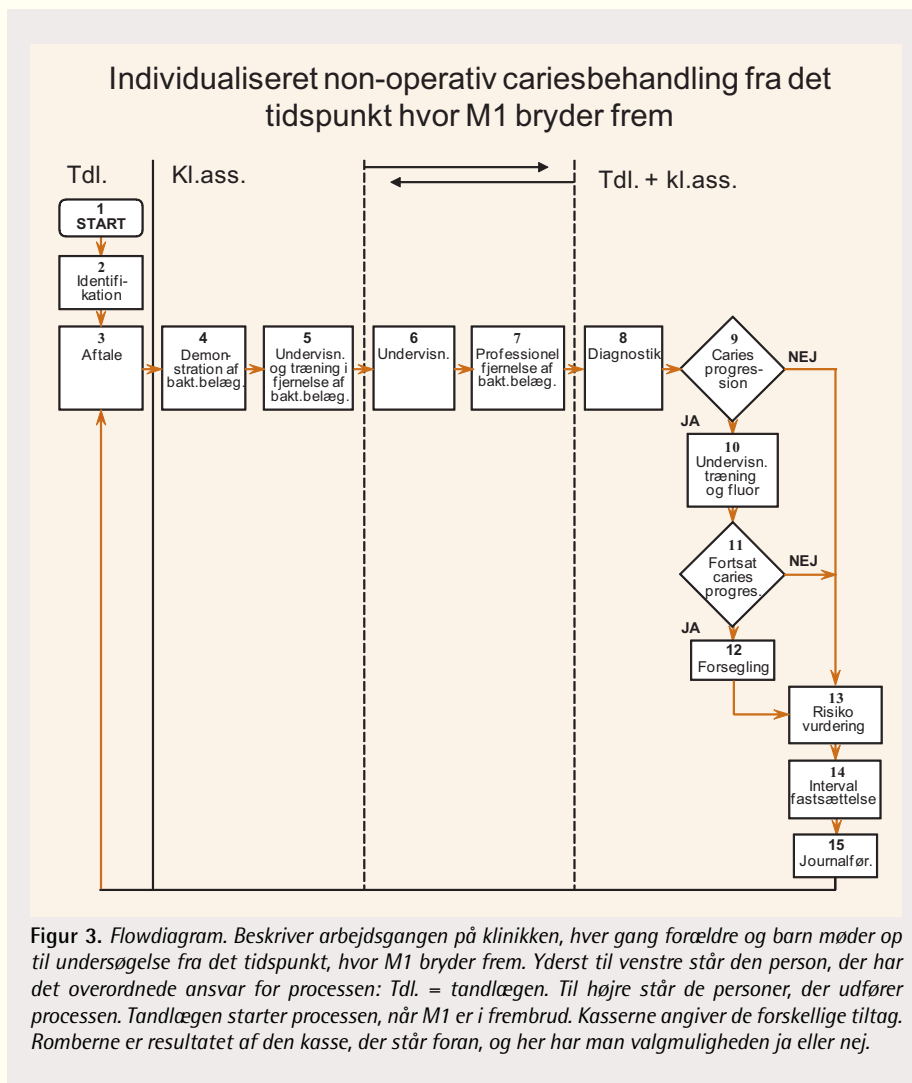 Individualiseret non-operativ cariesbehandling fra det
tidspunkt hvor M1 bryder frem
Tdl.
Kl.ass.
Tdl. + kl.ass.
1
START
2
Identifi-
kation
3
Aftale
4
Demon-
stration af
bakt.belæg.
5
Undervisn.
og træning i
fjernelse af
bakt.belæg.
6
Undervisn.
7
Professionel
fjernelse af
bakt.belæg.
8
Diagnostik
9
Caries
progres-
sion
NEJ
JA
10
Undervisn.
træning
og fluor
11
Fortsat
caries
progres.
NEJ
JA
12
Forsegling
13
Risiko
vurdering
14
Interval
fastsættelse
15
Journalfør.
Figur 3. Flowdiagram. Beskriver arbejdsgangen på klinikken, hver gang forældre og barn møder op
til undersøgelse fra det tidspunkt, hvor M1 bryder frem. Yderst til venstre står den person, der har
det overordnede ansvar for processen: Tdl. = tandlægen. Til højre står de personer, der udfører
processen. Tandlægen starter processen, når M1 er i frembrud. Kasserne angiver de forskellige tiltag.
Romberne er resultatet af den kasse, der står foran, og her har man valgmuligheden ja eller nej.